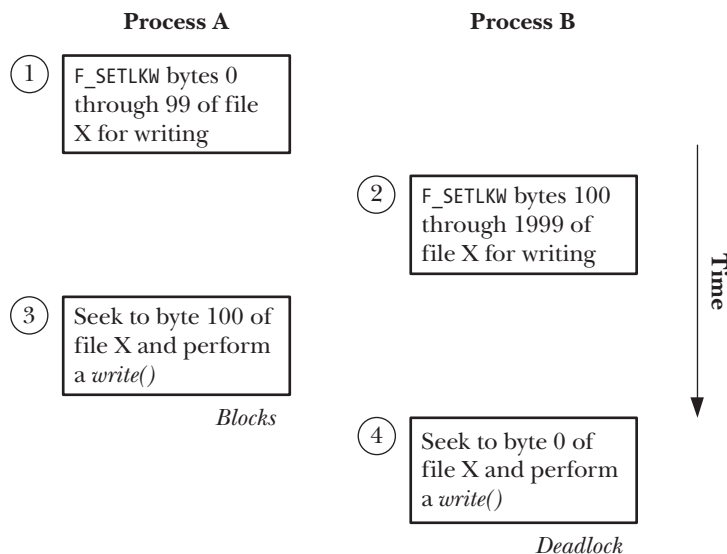 Process A
Process B
1
F_SETLKW bytes 0
through 99 of file
X for writing
2
F_SETLKW bytes 100
through 1999 of
file X for writing
Time
3
Seek to byte 100 of
file X and perform
a write()
Blocks
4
Seek to byte 0 of
file X and perform
a write()
Deadlock